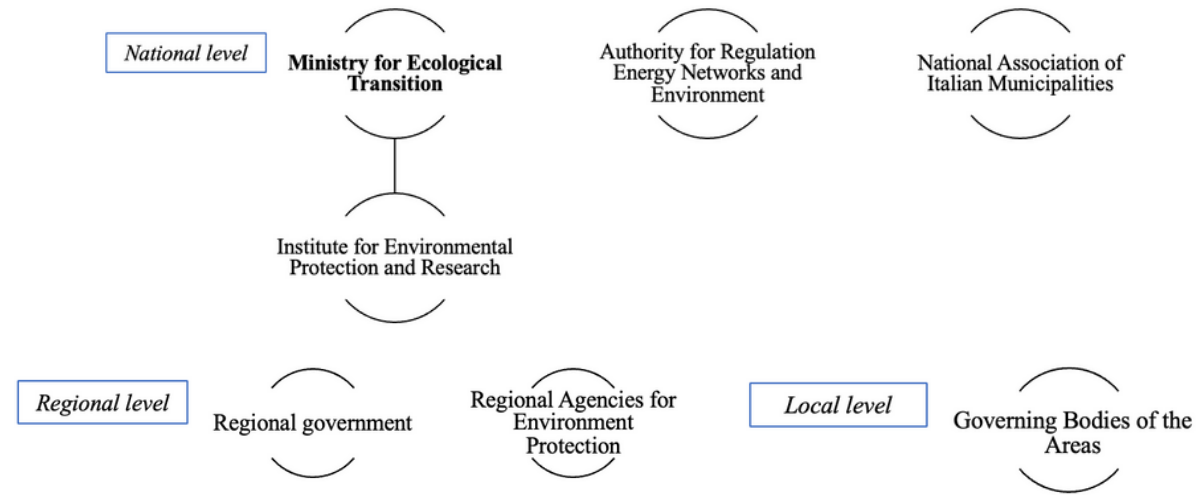 National level
Ministry for Ecological
Transition
Authority for Regulation
Energy Networks and
Environment
National Association of
Italian Municipalities
Institute for Environmental
Protection and Research
Regional level
Regional government
Regional Agencies for
Environment
Protection
Local level
Governing Bodies of the
Areas